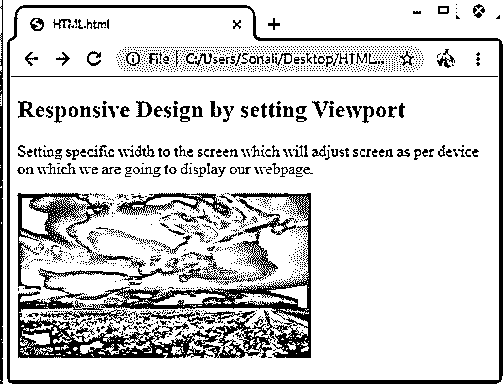 HTML.html
File | C:/Users/Sonali/Desktop/HTML...
Responsive Design by setting Viewport
Setting specific width to the screen which will adjust screen as per device
on which we are going to display our webpage.